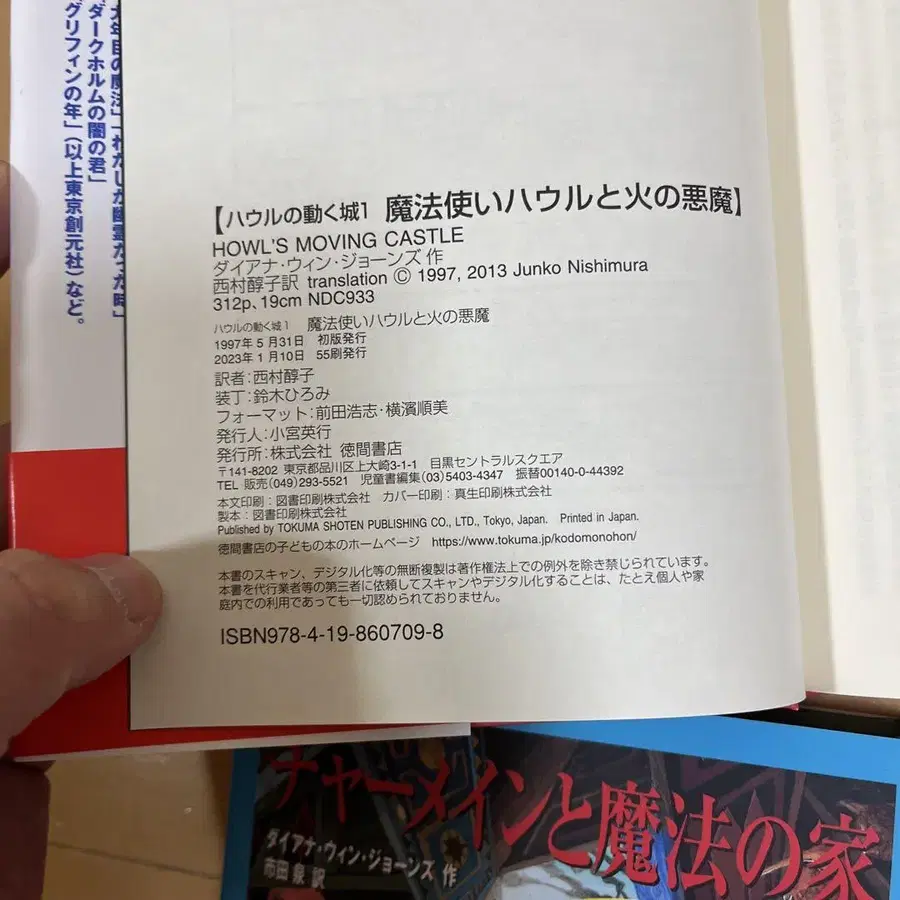 九年目の魔法」「わたしが幽霊だった時」
「ダークホルムの闇の君」
「グリフィンの年」(以上東京創元社)など。
【ハウルの動く城1 魔法使いハウルと火の悪魔】
HOWL'S MOVING CASTLE
ダイアナ・ウィン・ジョーンズ 作
西村醇子訳 translation © 1997, 2013 Junko Nishimura
312p、19cm NDC933
ハウルの動く城1 魔法使いハウルと火の悪魔
1997年5月31日 初版発行
2023年1月10日 55刷発行
訳者:西村醇子
装丁:鈴木ひろみ
フォーマット:前田浩志・横濱順美
発行人:小宮英行
発行所:株式会社 徳間書店
〒141-8202 東京都品川区上大崎3-1-1 目黒セントラルスクエア
TEL 販売(049)293-5521 児童書編集(03)5403-4347 振替00140-0-44392
本文印刷:図書印刷株式会社 カバー印刷:真生印刷株式会社
製本:図書印刷株式会社
Published by TOKUMA SHOTEN PUBLISHING CO., LTD., Tokyo, Japan. Printed in Japan.
徳間書店の子どもの本のホームページ https://www.tokuma.jp/kodomonohon/
本書のスキャン、デジタル化等の無断複製は著作権法上での例外を除き禁じられています。
本書を代行業者等の第三者に依頼してスキャンやデジタル化することは、たとえ個人や家
庭内での利用であっても一切認められておりません。
ISBN978-4-19-860709-8
チャーメインと魔法の家
ダイアナ・ウィン・ジョーンズ 作
市田 泉 訳